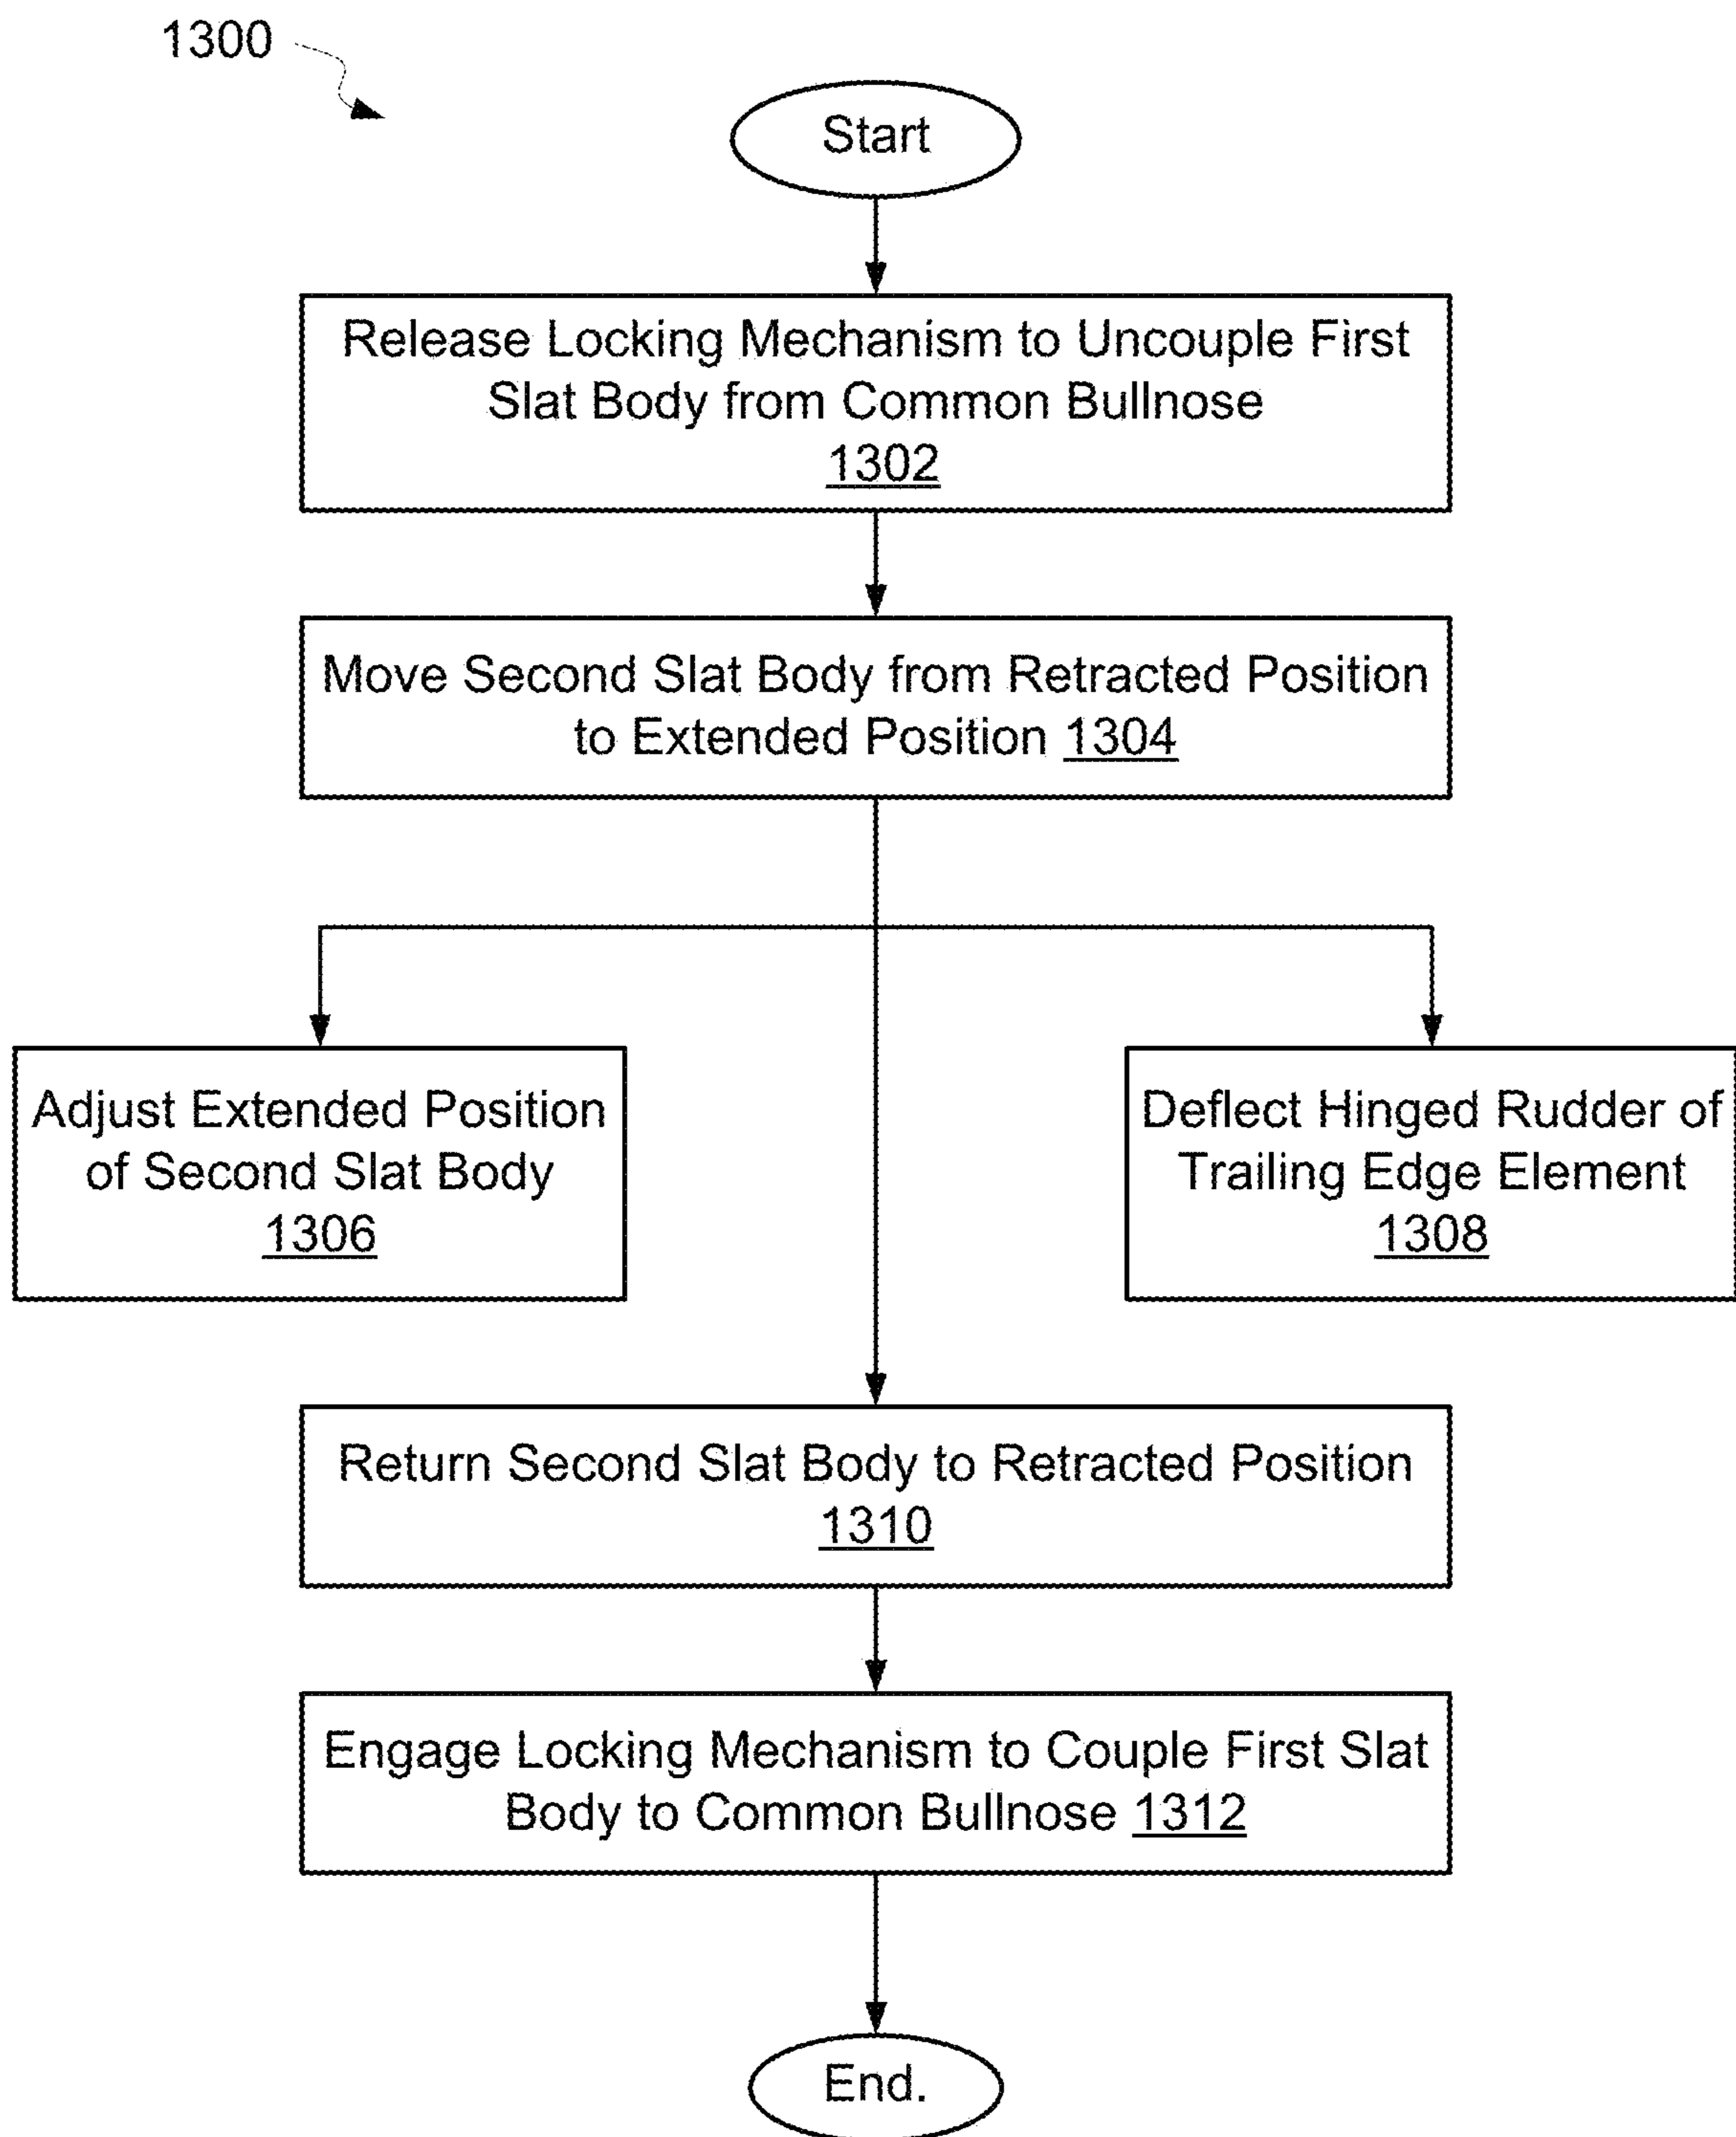 1300
Start
Release Locking Mechanism to Uncouple First
Slat Body from Common Bullnose
1302
Move Second Slat Body from Retracted Position
to Extended Position 1304
Adjust Extended Position
of Second Slat Body
1306
Deflect Hinged Rudder of
Trailing Edge Element
1308
Return Second Slat Body to Retracted Position
1310
Engage Locking Mechanism to Couple First Slat
Body to Common Bullnose 1312
End.